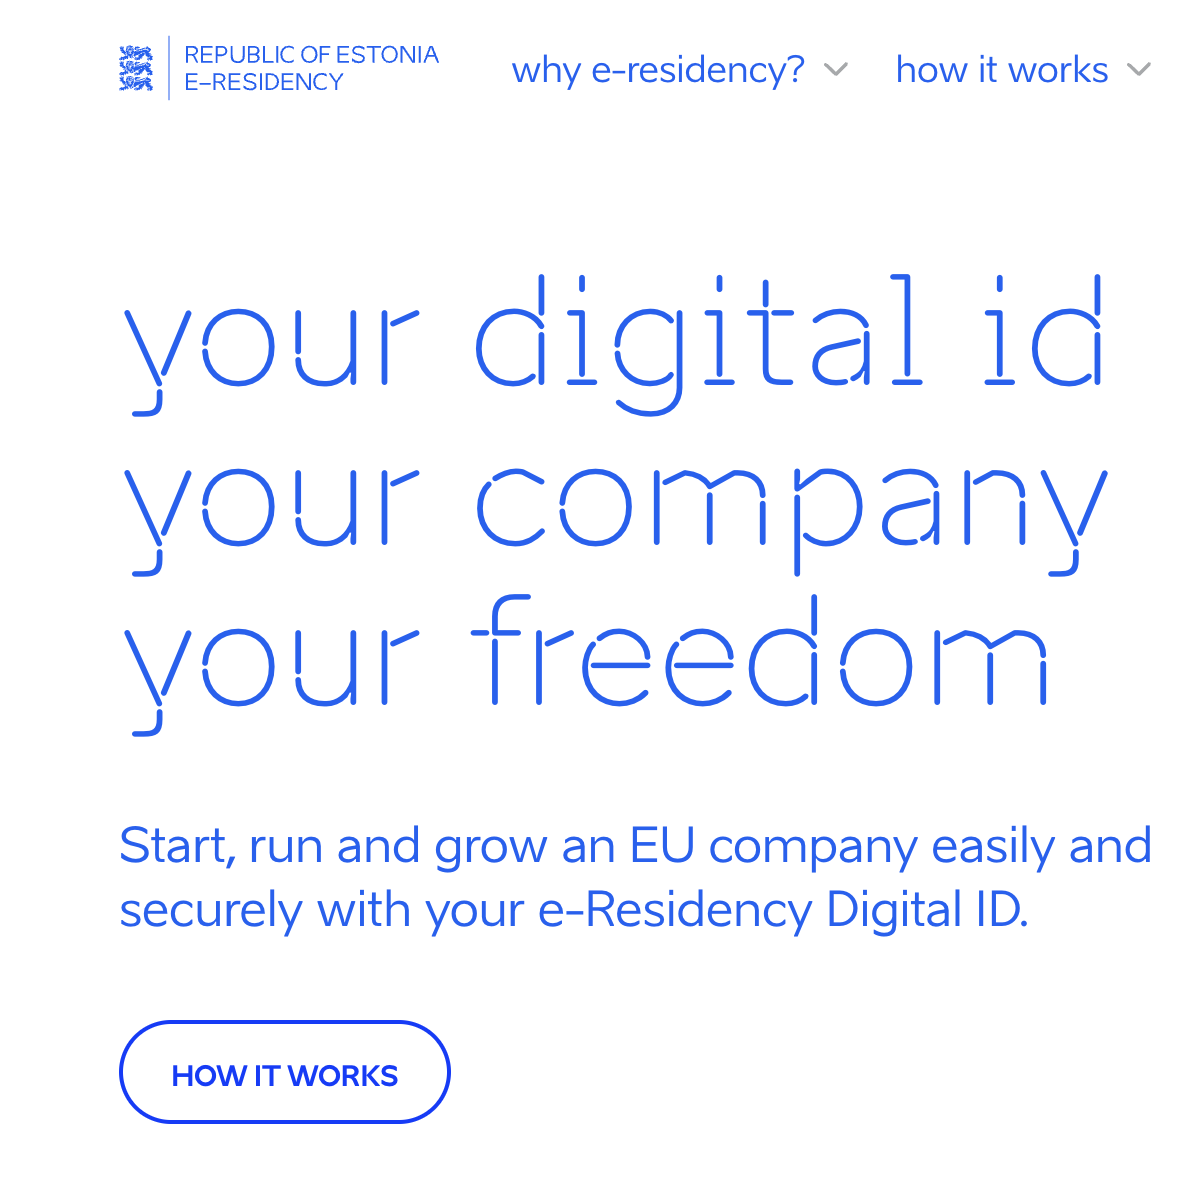 REPUBLIC OF ESTONIA
E-RESIDENCY
why e-residency?
how it works
your digital id
your company
your freedom
Start, run and grow an EU company easily and
securely with your e-Residency Digital ID.
HOW IT WORKS